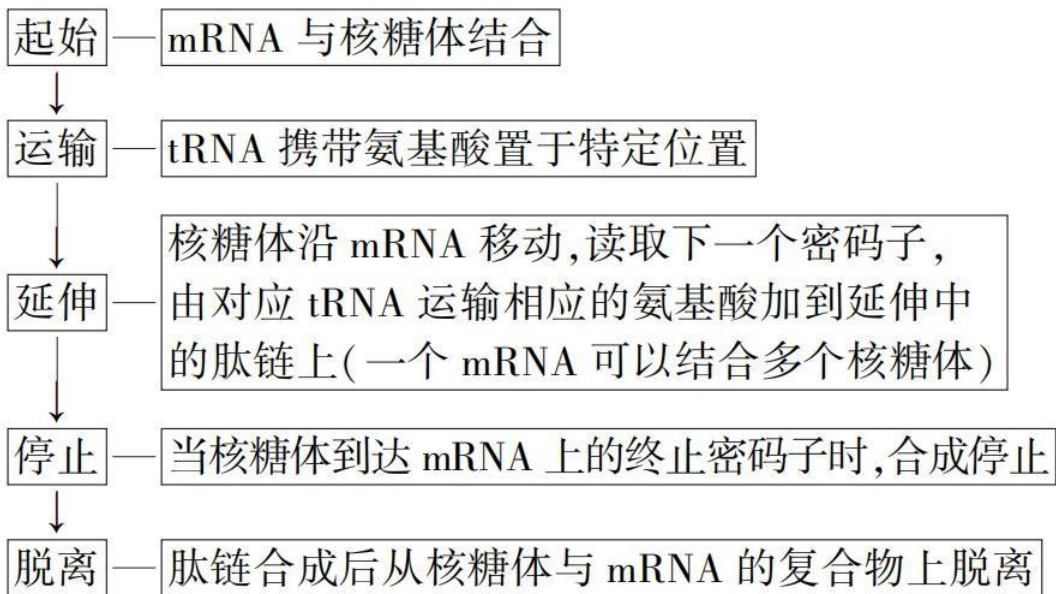 起始
mRNA 与核糖体结合
运输
tRNA 携带氨基酸置于特定位置
延伸
核糖体沿 mRNA 移动,读取下一个密码子,
由对应 tRNA 运输相应的氨基酸加到延伸中
的肽链上(一个 mRNA 可以结合多个核糖体)
停止
当核糖体到达 mRNA 上的终止密码子时,合成停止
脱离
肽链合成后从核糖体与 mRNA 的复合物上脱离